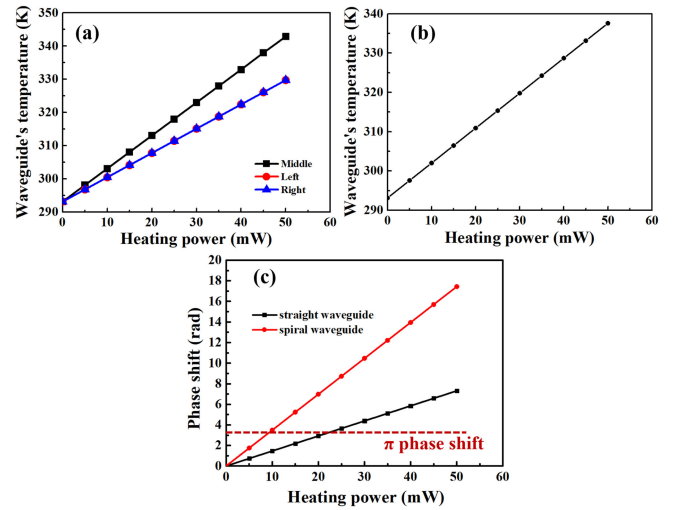 (a)
Waveguide's temperature (K)
350
340
330
320
310
300
290
0 10 20 30 40 50 60
Heating power (mW)
Middle
Left
Right
(b)
Waveguide's temperature (K)
340
330
320
310
300
290
0 10 20 30 40 50 60
Heating power (mW)
(c)
Phase shift (rad)
20
18
16
14
12
10
8
6
4
2
0
0 10 20 30 40 50 60
Heating power (mW)
straight waveguide
spiral waveguide
π phase shift